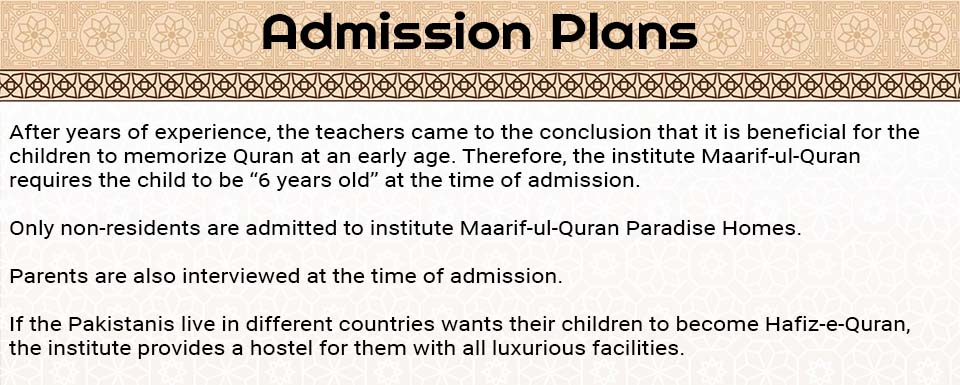 Admission Plans
After years of experience, the teachers came to the conclusion that it is beneficial for the
children to memorize Quran at an early age. Therefore, the institute Maarif-ul-Quran
requires the child to be “6 years old” at the time of admission.
Only non-residents are admitted to institute Maarif-ul-Quran Paradise Homes.
Parents are also interviewed at the time of admission.
If the Pakistanis live in different countries wants their children to become Hafiz-e-Quran,
the institute provides a hostel for them with all luxurious facilities.